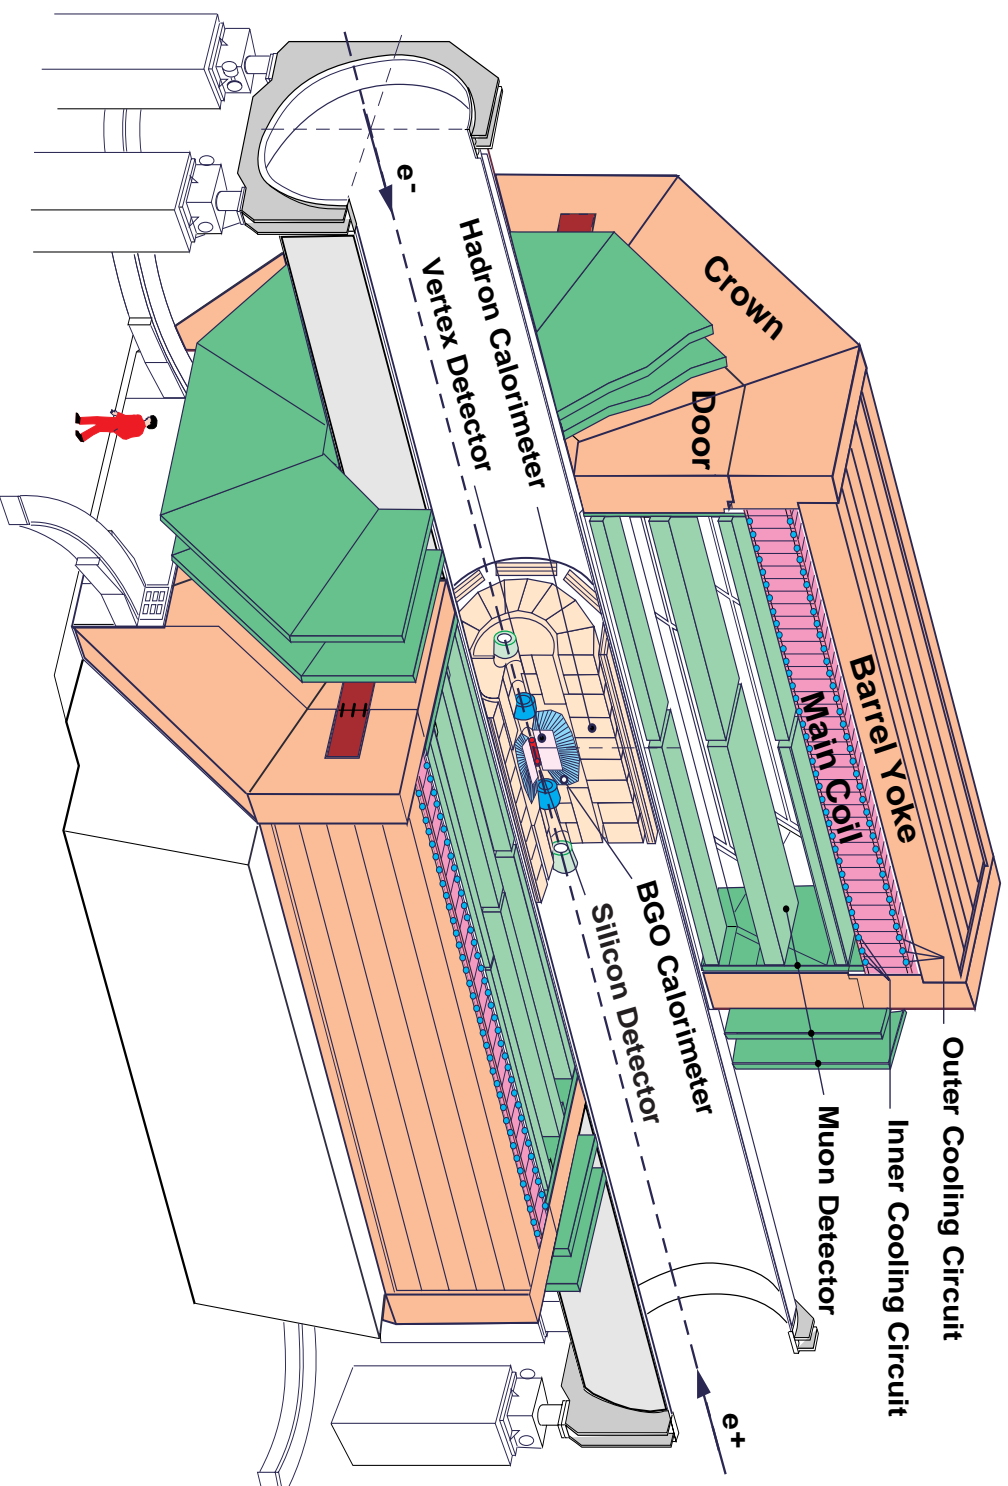 e-
Hadron Calorimeter
Vertex Detector
Crown
Door
Barrel Yoke
Main Coil
BGO Calorimeter
Silicon Detector
Outer Cooling Circuit
Inner Cooling Circuit
Muon Detector
e+